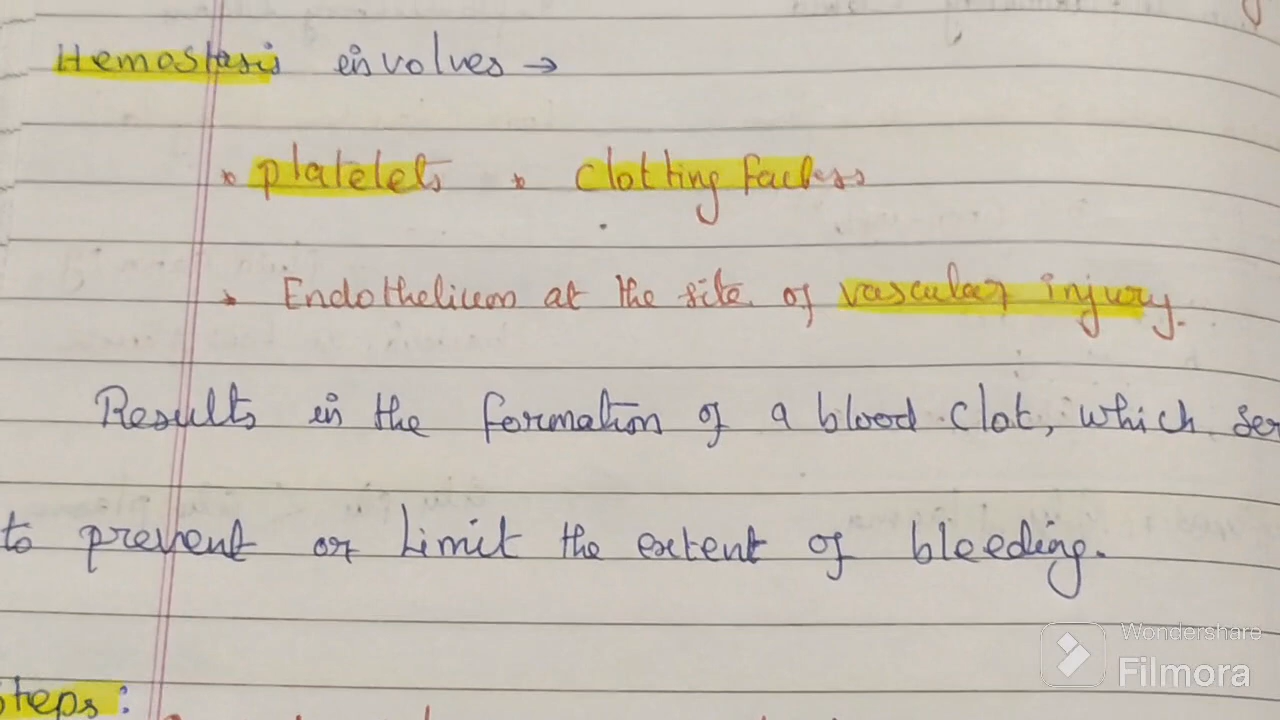 Hemostasis involves →
* platelets * clotting factors
* Endothelium at the site of vascular injury.
Results in the formation of a blood clot, which ser
to prevent or limit the extent of bleeding.
Steps:
Wondershare
Filmora